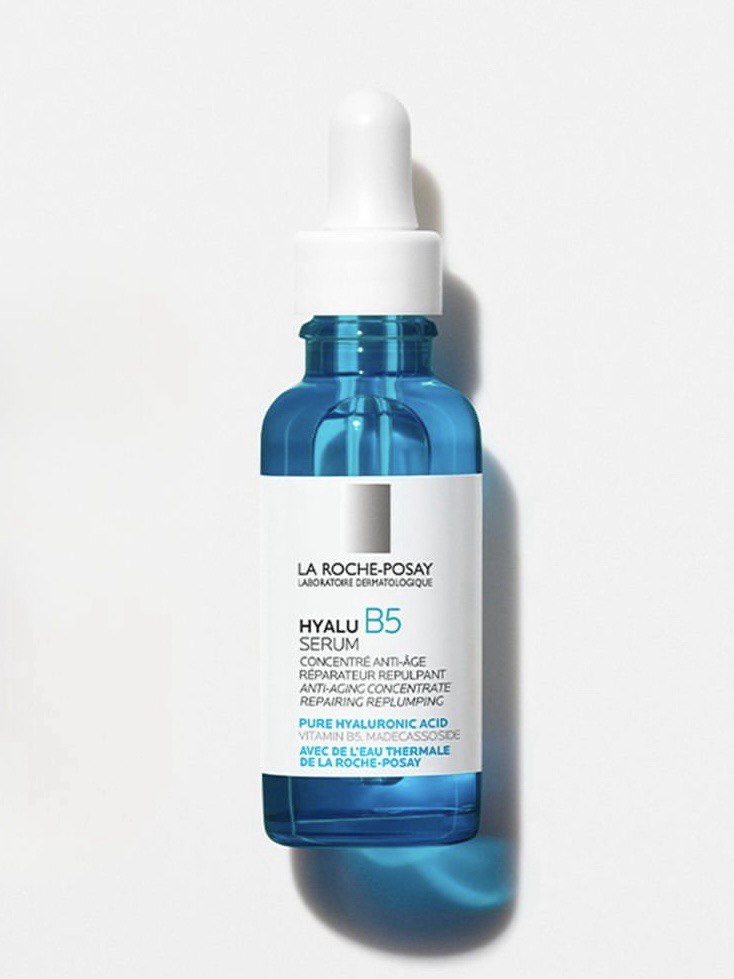 LA ROCHE-POSAY
LABORATOIRE DERMATOLOGIQUE
HYALU B5
SERUM
CONCENTRÉ ANTI-ÂGE
RÉPARATEUR REPULPANT
ANTI-AGING CONCENTRATE
REPAIRING REPLUMPING
PURE HYALURONIC ACID
VITAMIN B5. MADECASSOSIDE
AVEC DE L'EAU THERMALE
DE LA ROCHE-POSAY